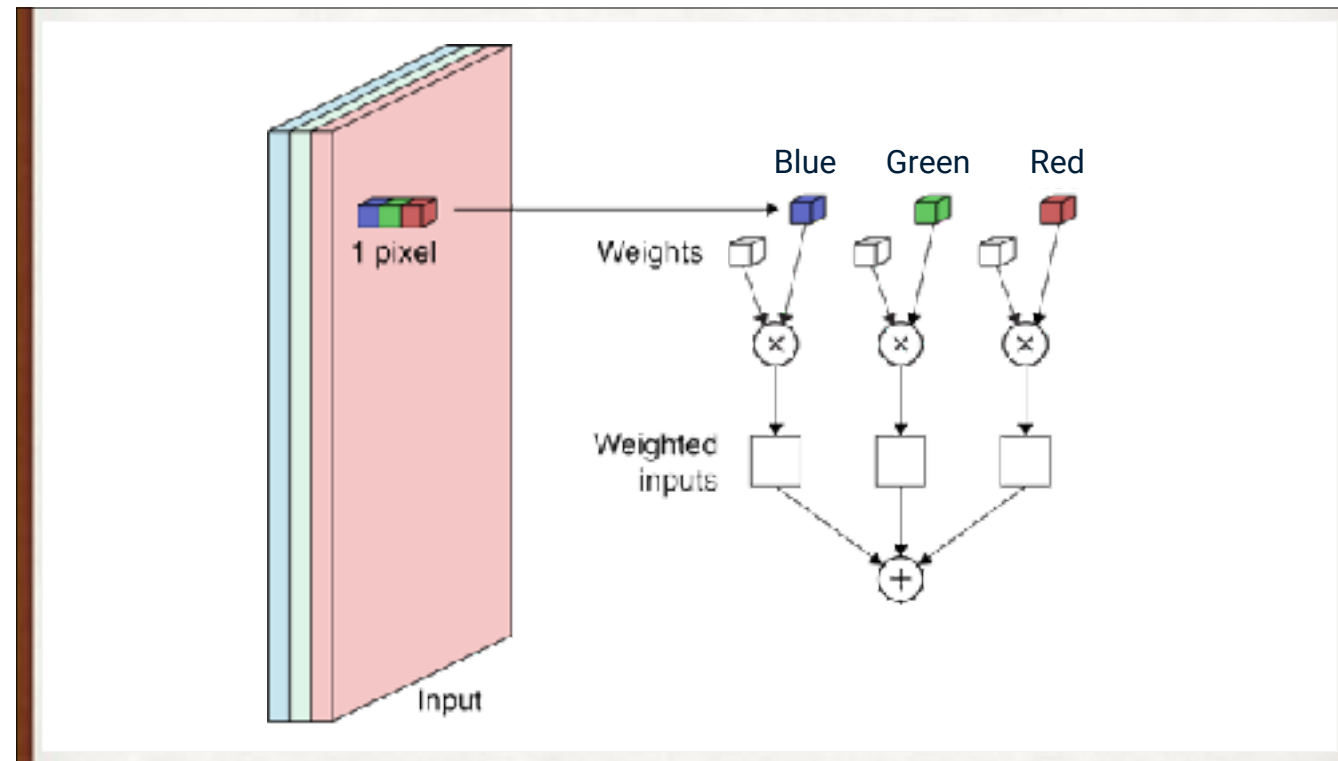 Blue Green Red
1 pixel
Weights
×
×
×
Weighted
inputs
+
Input